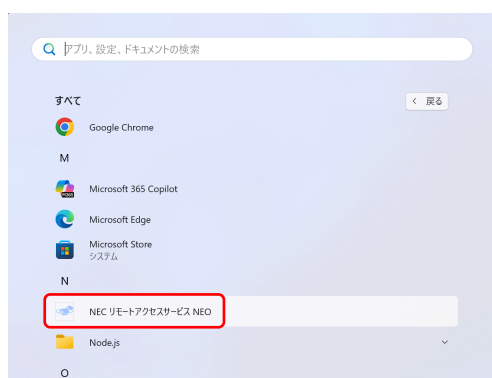 アプリ、設定、ドキュメントの検索
すべて
戻る
Google Chrome
M
Microsoft 365 Copilot
Microsoft Edge
Microsoft Store
システム
N
NEC リモートアクセスサービス NEO
Node.js
O